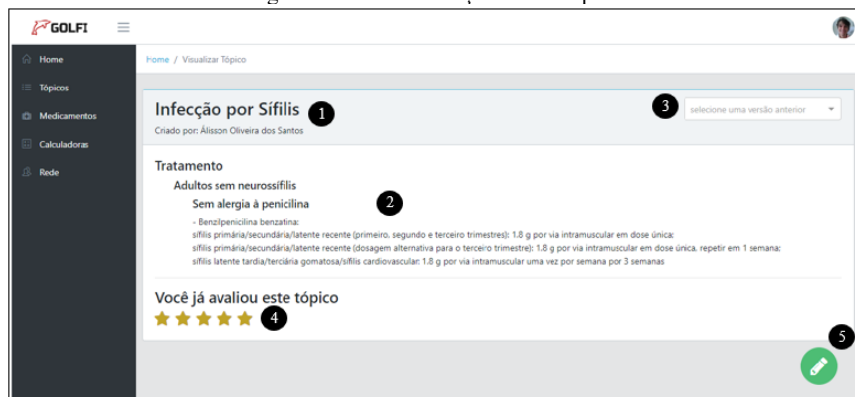 GOLFI
Home
Tópicos
Medicamentos
Calculadoras
Rede
Home / Visualizar Tópico
Infecção por Sífilis 1
Criado por: Álisson Oliveira dos Santos
3 selecione uma versão anterior
Tratamento
Adultos sem neurossífilis
Sem alergia à penicilina
2
- Benzilpenicilina benzatina:
sífilis primária/secundária/latente recente (primeiro, segundo e terceiro trimestres): 1.8 g por via intramuscular em dose única;
sífilis primária/secundária/latente recente (dosagem alternativa para o terceiro trimestre): 1.8 g por via intramuscular em dose única, repetir em 1 semana;
sífilis latente tardia/terciária gomatosa/sífilis cardiovascular: 1.8 g por via intramuscular uma vez por semana por 3 semanas
Você já avaliou este tópico
4
5